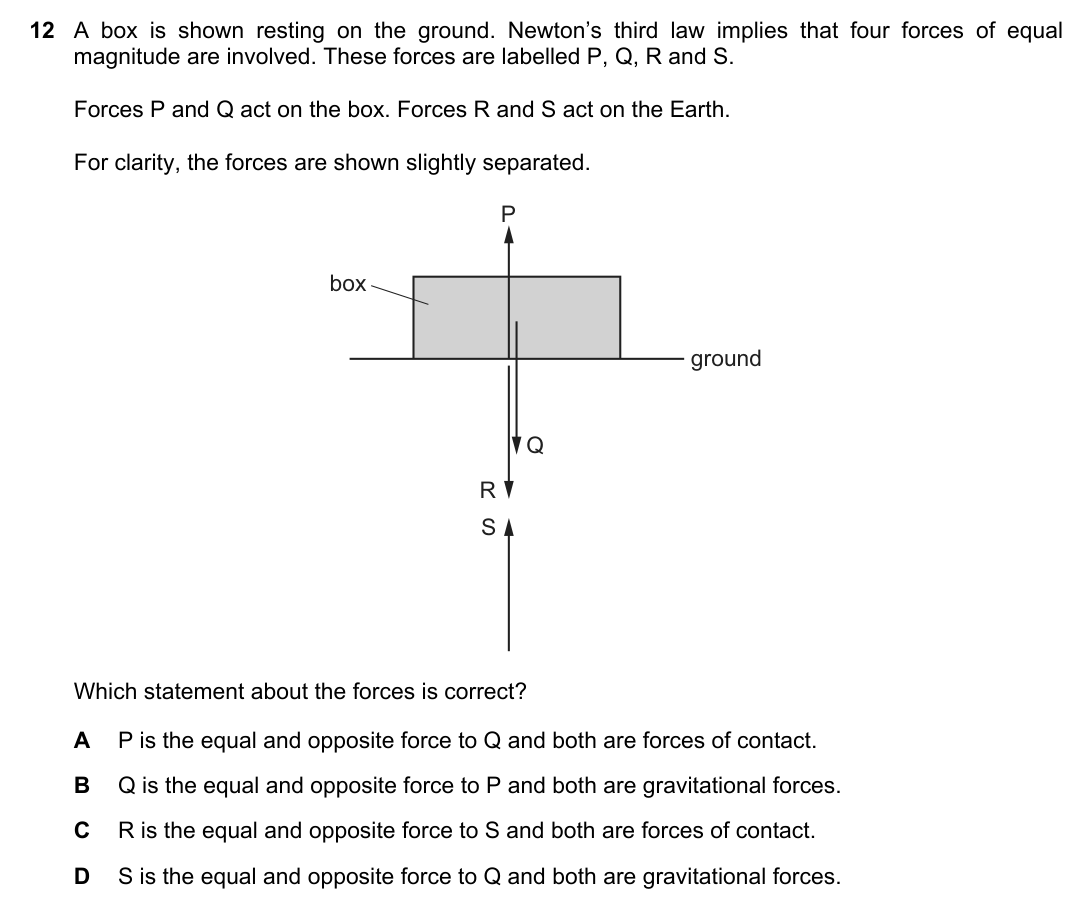 12 A box is shown resting on the ground. Newton’s third law implies that four forces of equal
magnitude are involved. These forces are labelled P, Q, R and S.
Forces P and Q act on the box. Forces R and S act on the Earth.
For clarity, the forces are shown slightly separated.
P
box
ground
Q
R
S
Which statement about the forces is correct?
A P is the equal and opposite force to Q and both are forces of contact.
B Q is the equal and opposite force to P and both are gravitational forces.
C R is the equal and opposite force to S and both are forces of contact.
D S is the equal and opposite force to Q and both are gravitational forces.